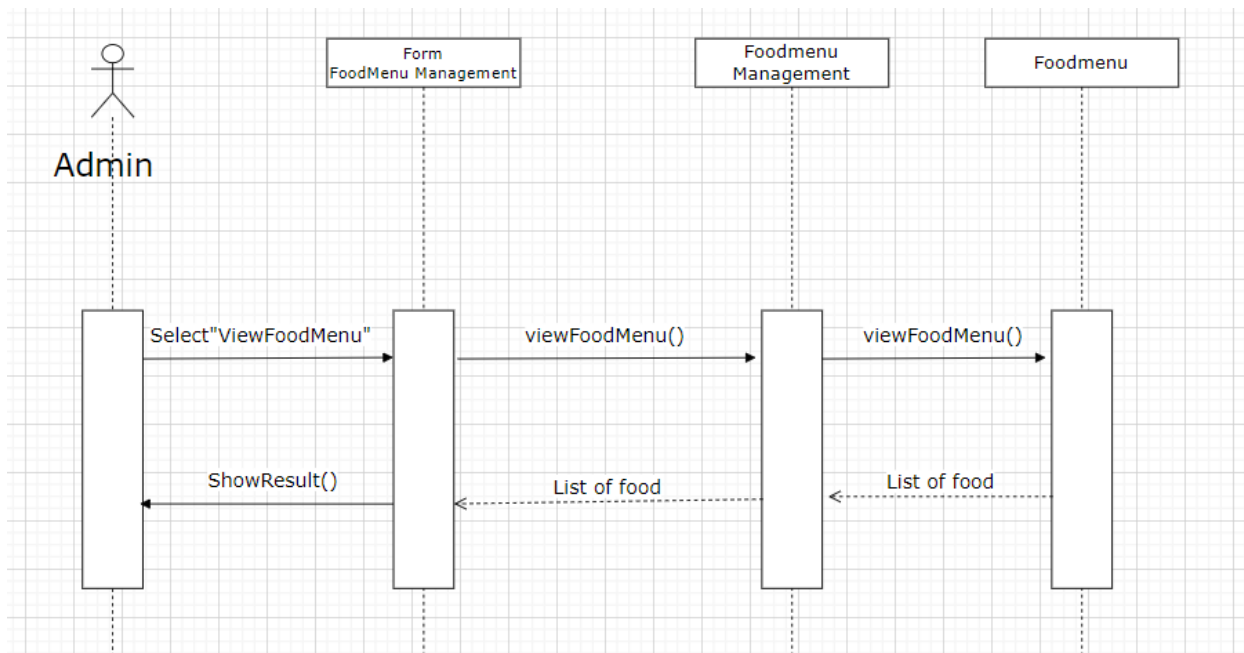 Form
FoodMenu Management
Foodmenu
Management
Foodmenu
Admin
Select"ViewFoodMenu"
viewFoodMenu()
viewFoodMenu()
ShowResult()
List of food
List of food